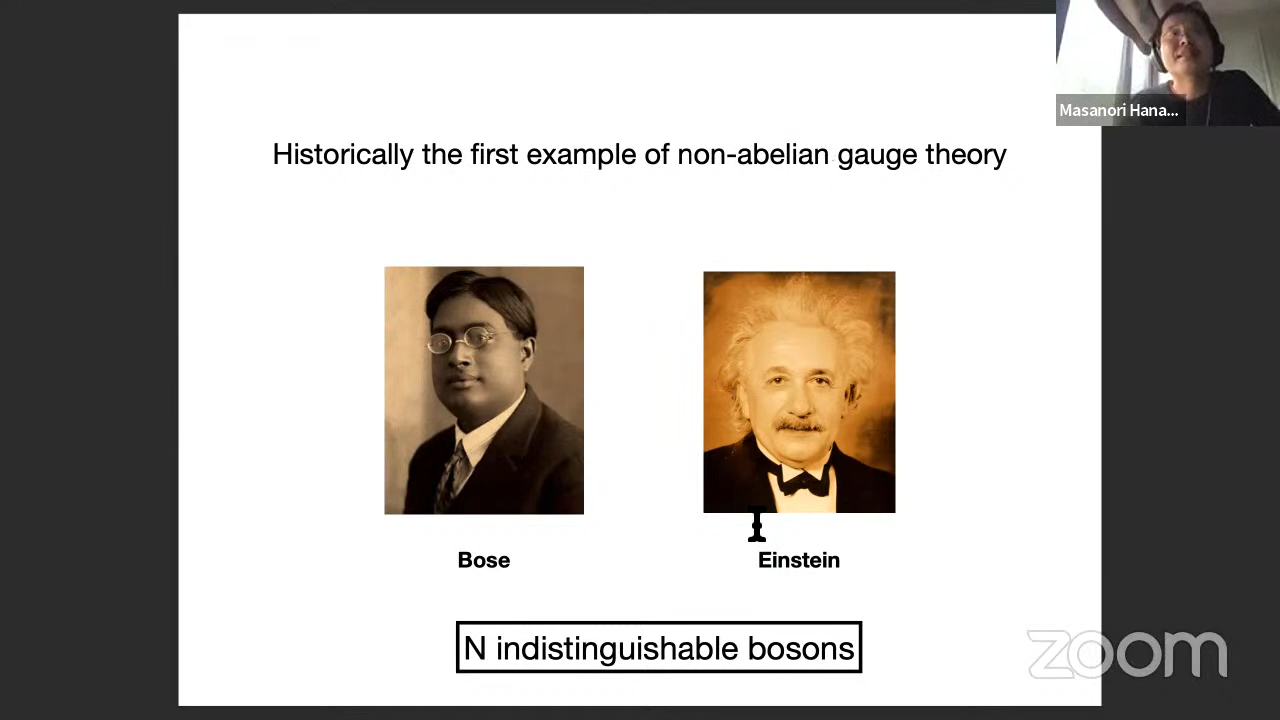 Masanori Hana...
Historically the first example of non-abelian gauge theory
Bose
Einstein
N indistinguishable bosons
zoom